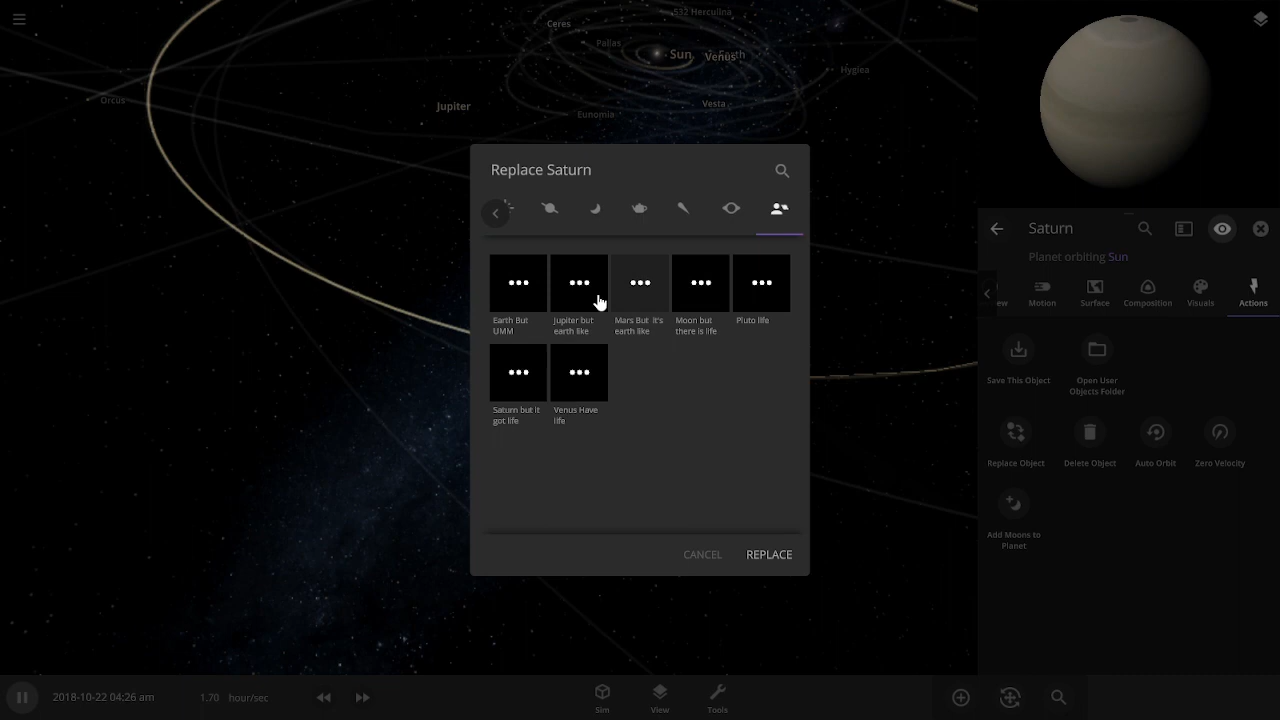 532 Herculina
Ceres
Pallas
Sun
Venus
Earth
Hygiea
Orcus
Jupiter
Vesta
Eunomia
Replace Saturn
Earth But
UMM
Jupiter but
earth like
Mars But it's
earth like
Moon but
there is life
Pluto life
Saturn but it
got life
Venus Have
life
CANCEL
REPLACE
Saturn
Planet orbiting Sun
ew
Motion
Surface
Composition
Visuals
Actions
Save This Object
Open User
Objects Folder
Replace Object
Delete Object
Auto Orbit
Zero Velocity
Add Moons to
Planet
2018-10-22 04:26 am
1.70 hour/sec
Sim
View
Tools